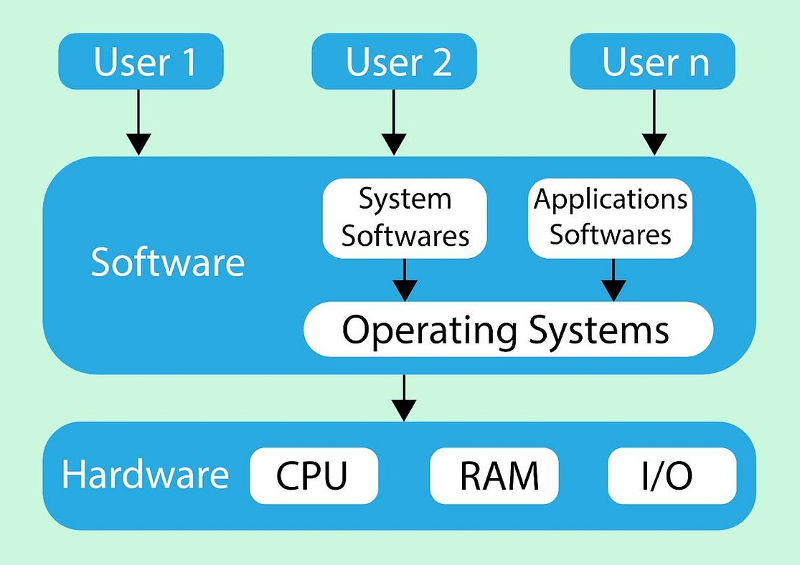 User 1
User 2
User n
Software
System
Softwares
Applications
Softwares
Operating Systems
Hardware
CPU
RAM
I/O